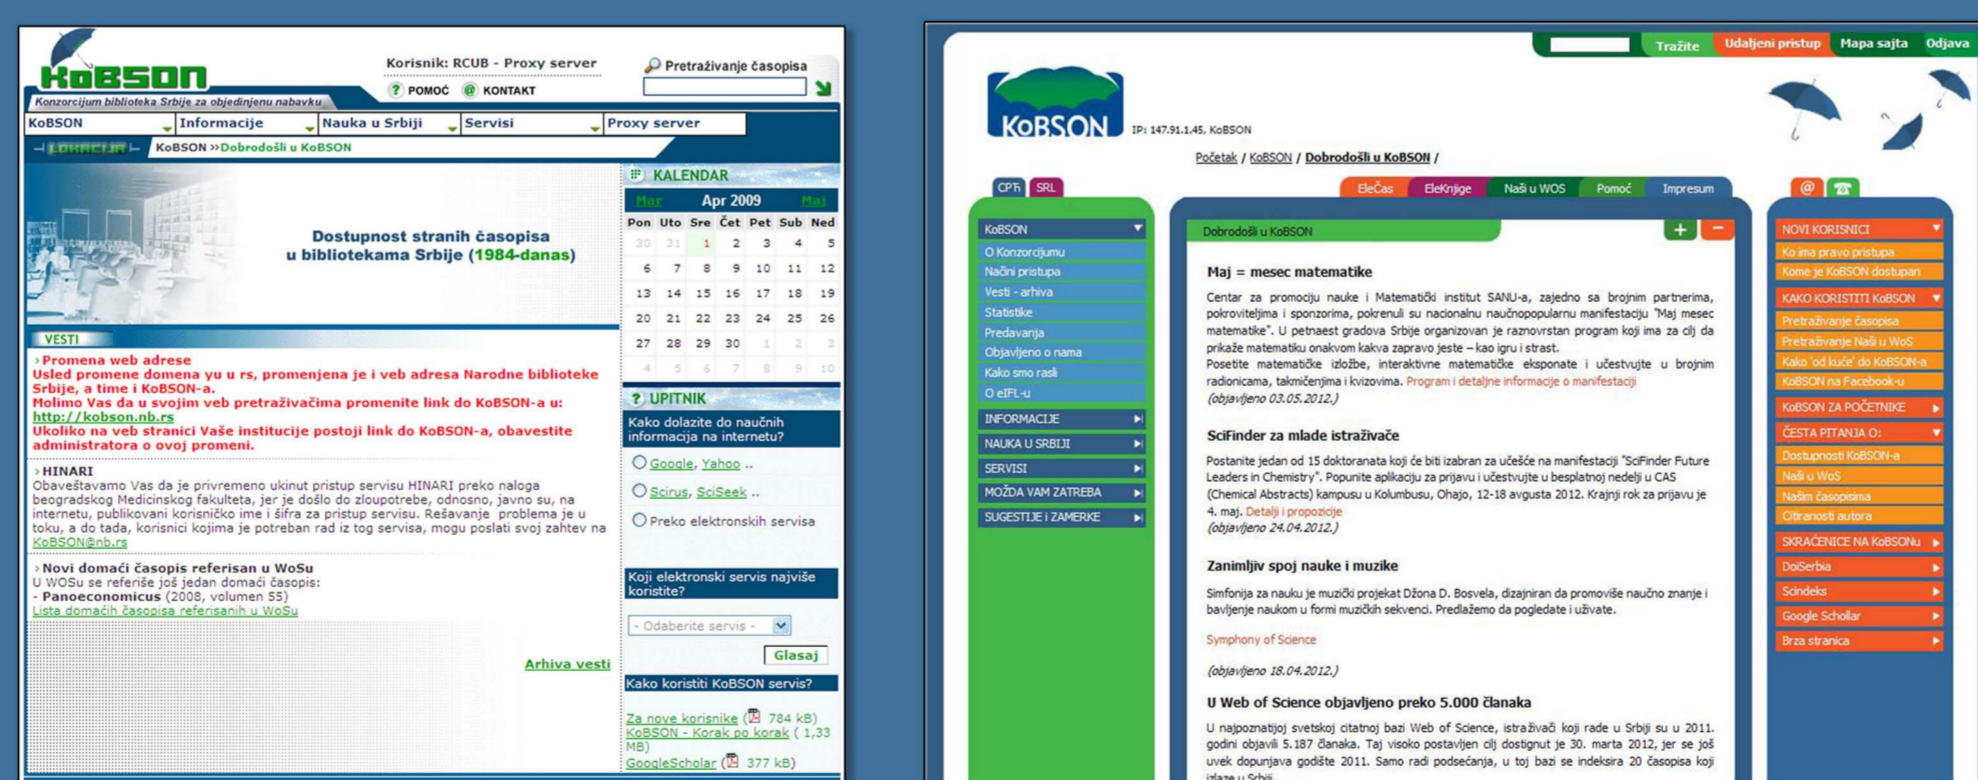 KoBSON
Konzorcijum biblioteka Srbije za objedinjenu nabavku
Korisnik: RCUB - Proxy server
? POMOĆ @ KONTAKT
Pretraživanje časopisa
KoBSON Informacije Nauka u Srbiji Servisi Proxy server
LOKACIJA KoBSON »Dobrodošli u KoBSON
Dostupnost stranih časopisa
u bibliotekama Srbije (1984-danas)
VESTI
› Promena web adrese
Usled promene domena yu u rs, promenjena je i veb adresa Narodne biblioteke
Srbije, a time i KoBSON-a.
Molimo Vas da u svojim veb pretraživačima promenite link do KoBSON-a u:
http://kobson.nb.rs
Ukoliko na veb stranici Vaše institucije postoji link do KoBSON-a, obavestite
administratora o ovoj promeni.
› HINARI
Obaveštavamo Vas da je privremeno ukinut pristup servisu HINARI preko naloga
beogradskog Medicinskog fakulteta, jer je došlo do zloupotrebe, odnosno, javno su, na
internetu, publikovani korisničko ime i šifra za pristup servisu. Rešavanje problema je u
toku, a do tada, korisnici kojima je potreban rad iz tog servisa, mogu poslati svoj zahtev na
KoBSON@nb.rs
› Novi domaći časopis referisan u WoSu
U WOSu se referiše još jedan domaći časopis:
- Panoeconomicus (2008, volumen 55)
Lista domaćih časopisa referisanih u WoSu
Arhiva vesti
KALENDAR
Mar Apr 2009 Maj
Pon Uto Sre Čet Pet Sub Ned
30 31 1 2 3 4 5
6 7 8 9 10 11 12
13 14 15 16 17 18 19
20 21 22 23 24 25 26
27 28 29 30 1 2 3
4 5 6 7 8 9 10
? UPITNIK
Kako dolazite do naučnih
informacija na internetu?
Google, Yahoo ..
Scirus, SciSeek ..
Preko elektronskih servisa
Koji elektronski servis najviše
koristite?
- Odaberite servis -
Glasaj
Kako koristiti KoBSON servis?
Za nove korisnike ( 784 kB)
KoBSON - Korak po korak ( 1,33
MB)
GoogleScholar ( 377 kB)
Tražite Udaljeni pristup Mapa sajta Odjava
KoBSON
IP: 147.91.1.45, KoBSON
Početak / KoBSON / Dobrodošli u KoBSON /
СРЋ SRL
EleČas EleKnjige Naši u WOS Pomoć Impresum
@
KoBSON
O Konzorcijumu
Načini pristupa
Vesti - arhiva
Statistike
Predavanja
Objavljeno o nama
Kako smo rasli
O eIFL-u
INFORMACIJE
NAUKA U SRBIJI
SERVISI
MOŽDA VAM ZATREBA
SUGESTIJE i ZAMERKE
Dobrodošli u KoBSON
+ −
Maj = mesec matematike
Centar za promociju nauke i Matematički institut SANU-a, zajedno sa brojnim partnerima,
pokroviteljima i sponzorima, pokrenuli su nacionalnu naučnopopularnu manifestaciju "Maj mesec
matematike". U petnaest gradova Srbije organizovan je raznovrstan program koji ima za cilj da
prikaže matematiku onakvom kakva zapravo jeste – kao igru i strast.
Posetite matematičke izložbe, interaktivne matematičke eksponate i učestvujte u brojnim
radionicama, takmičenjima i kvizovima. Program i detaljne informacije o manifestaciji
(objavljeno 03.05.2012.)
SciFinder za mlade istraživače
Postanite jedan od 15 doktoranata koji će biti izabran za učešće na manifestaciji "SciFinder Future
Leaders in Chemistry". Popunite aplikaciju za prijavu i učestvujte u besplatnoj nedelji u CAS
(Chemical Abstracts) kampusu u Kolumbusu, Ohajo, 12-18 avgusta 2012. Krajnji rok za prijavu je
4. maj. Detalji i propozicije
(objavljeno 24.04.2012.)
Zanimljiv spoj nauke i muzike
Simfonija za nauku je muzički projekat Džona D. Bosvela, dizajniran da promoviše naučno znanje i
bavljenje naukom u formi muzičkih sekvenci. Predlažemo da pogledate i uživate.
Symphony of Science
(objavljeno 18.04.2012.)
U Web of Science objavljeno preko 5.000 članaka
U najpoznatijoj svetskoj citatnoj bazi Web of Science, istraživači koji rade u Srbiji su u 2011.
godini objavili 5.187 članaka. Taj visoko postavljen cilj dostignut je 30. marta 2012, jer se još
uvek dopunjava godište 2011. Samo radi podsećanja, u toj bazi se indeksira 20 časopisa koji
izlaze u Srbiji.
NOVI KORISNICI
Ko ima pravo pristupa
Kome je KoBSON dostupan
KAKO KORISTITI KoBSON
Pretraživanje časopisa
Pretraživanje Naši u WoS
Kako 'od kuće' do KoBSON-a
KoBSON na Facebook-u
KoBSON ZA POČETNIKE
ČESTA PITANJA O:
Dostupnosti KoBSON-a
Naši u WoS
Našim časopisima
Citiranosti autora
SKRAĆENICE NA KoBSONu
DoiSerbia
Scindeks
Google Schollar
Brza stranica